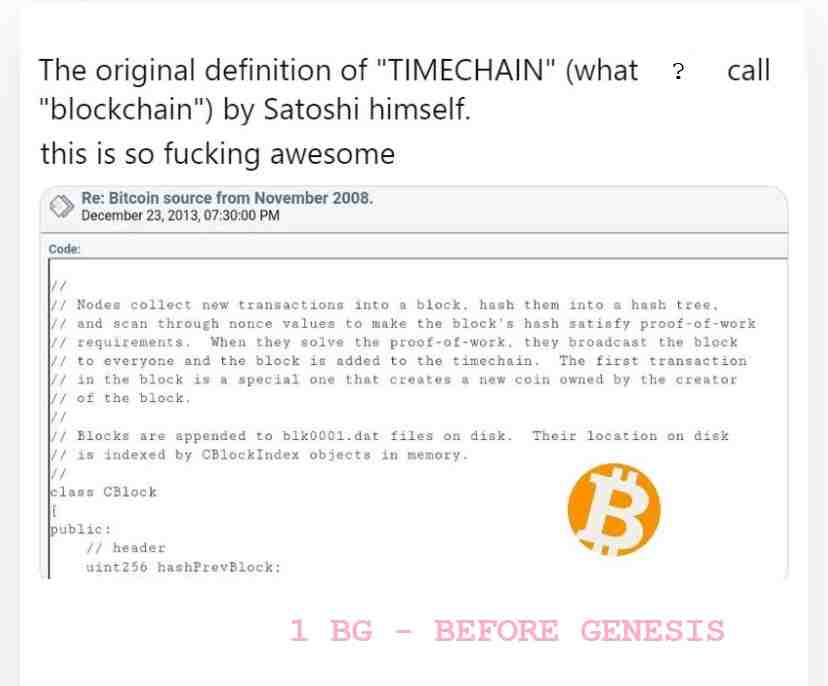 The original definition of "TIMECHAIN" (what ? call
"blockchain") by Satoshi himself.
this is so fucking awesome
Re: Bitcoin source from November 2008.
December 23, 2013, 07:30:00 PM
Code:
//
// Nodes collect new transactions into a block, hash them into a hash tree,
// and scan through nonce values to make the block's hash satisfy proof-of-work
// requirements.  When they solve the proof-of-work, they broadcast the block
// to everyone and the block is added to the timechain.  The first transaction
// in the block is a special one that creates a new coin owned by the creator
// of the block.
//
// Blocks are appended to blk0001.dat files on disk.  Their location on disk
// is indexed by CBlockIndex objects in memory.
//
class CBlock
{
public:
    // header
    uint256 hashPrevBlock;
1 BG - BEFORE GENESIS